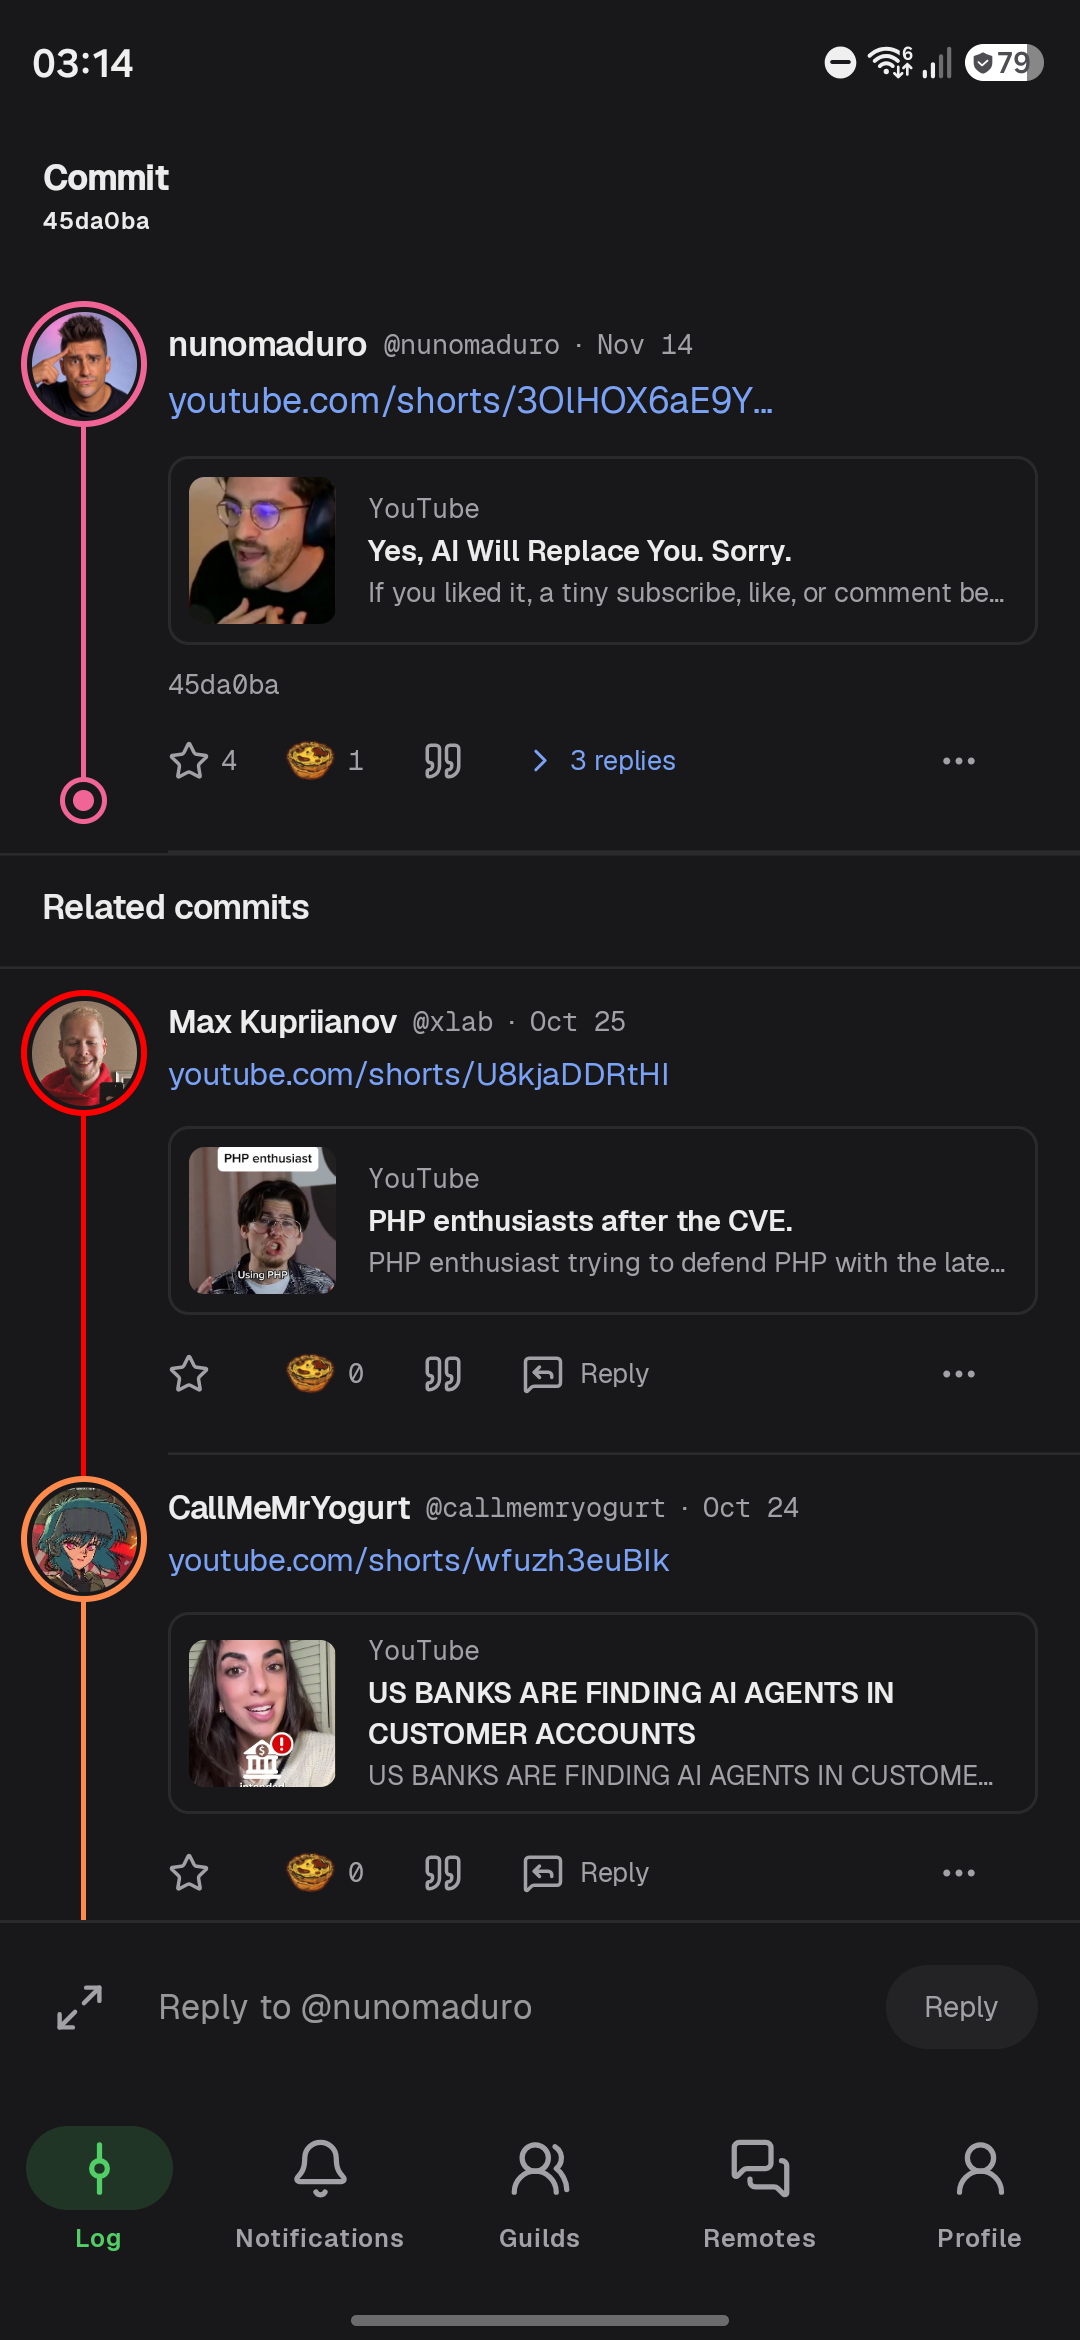 03:14
6
79
Commit
45da0ba
nunomaduro @nunomaduro · Nov 14
youtube.com/shorts/3OlHOX6aE9Y...
YouTube
Yes, AI Will Replace You. Sorry.
If you liked it, a tiny subscribe, like, or comment be...
45da0ba
4 1 3 replies
Related commits
Max Kupriianov @xlab · Oct 25
youtube.com/shorts/U8kjaDDRtHI
PHP enthusiast
Using PHP
YouTube
PHP enthusiasts after the CVE.
PHP enthusiast trying to defend PHP with the late...
0 Reply
CallMeMrYogurt @callmemryogurt · Oct 24
youtube.com/shorts/wfuzh3euBIk
YouTube
US BANKS ARE FINDING AI AGENTS IN
CUSTOMER ACCOUNTS
US BANKS ARE FINDING AI AGENTS IN CUSTOME...
0 Reply
Reply to @nunomaduro
Reply
Log Notifications Guilds Remotes Profile